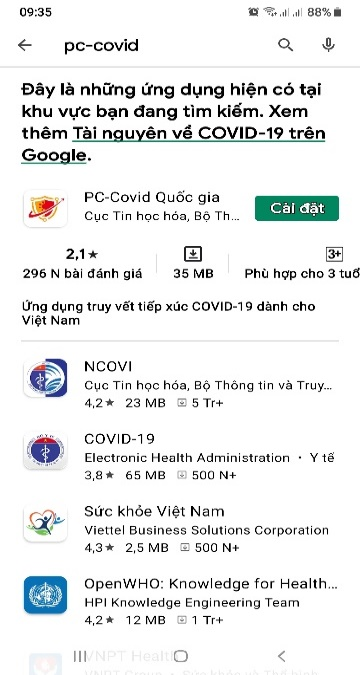 09:35
88%
pc-covid
Đây là những ứng dụng hiện có tại
khu vực bạn đang tìm kiếm. Xem
thêm Tài nguyên về COVID-19 trên
Google.
PC-Covid Quốc gia
Cục Tin học hóa, Bộ Th...
Cài đặt
2,1★
296 N bài đánh giá
35 MB
3+
Phù hợp cho 3 tuổ
Ứng dụng truy vết tiếp xúc COVID-19 dành cho
Việt Nam
NCOVI
Cục Tin học hóa, Bộ Thông tin và Truy...
4,2★ 23 MB 5 Tr+
COVID-19
Electronic Health Administration · Y tế
3,8★ 65 MB 500 N+
Sức khỏe Việt Nam
Viettel Business Solutions Corporation
4,3★ 2,5 MB 500 N+
OpenWHO: Knowledge for Health...
HPI Knowledge Engineering Team
4,2★ 12 MB 1 Tr+
VNPT Health